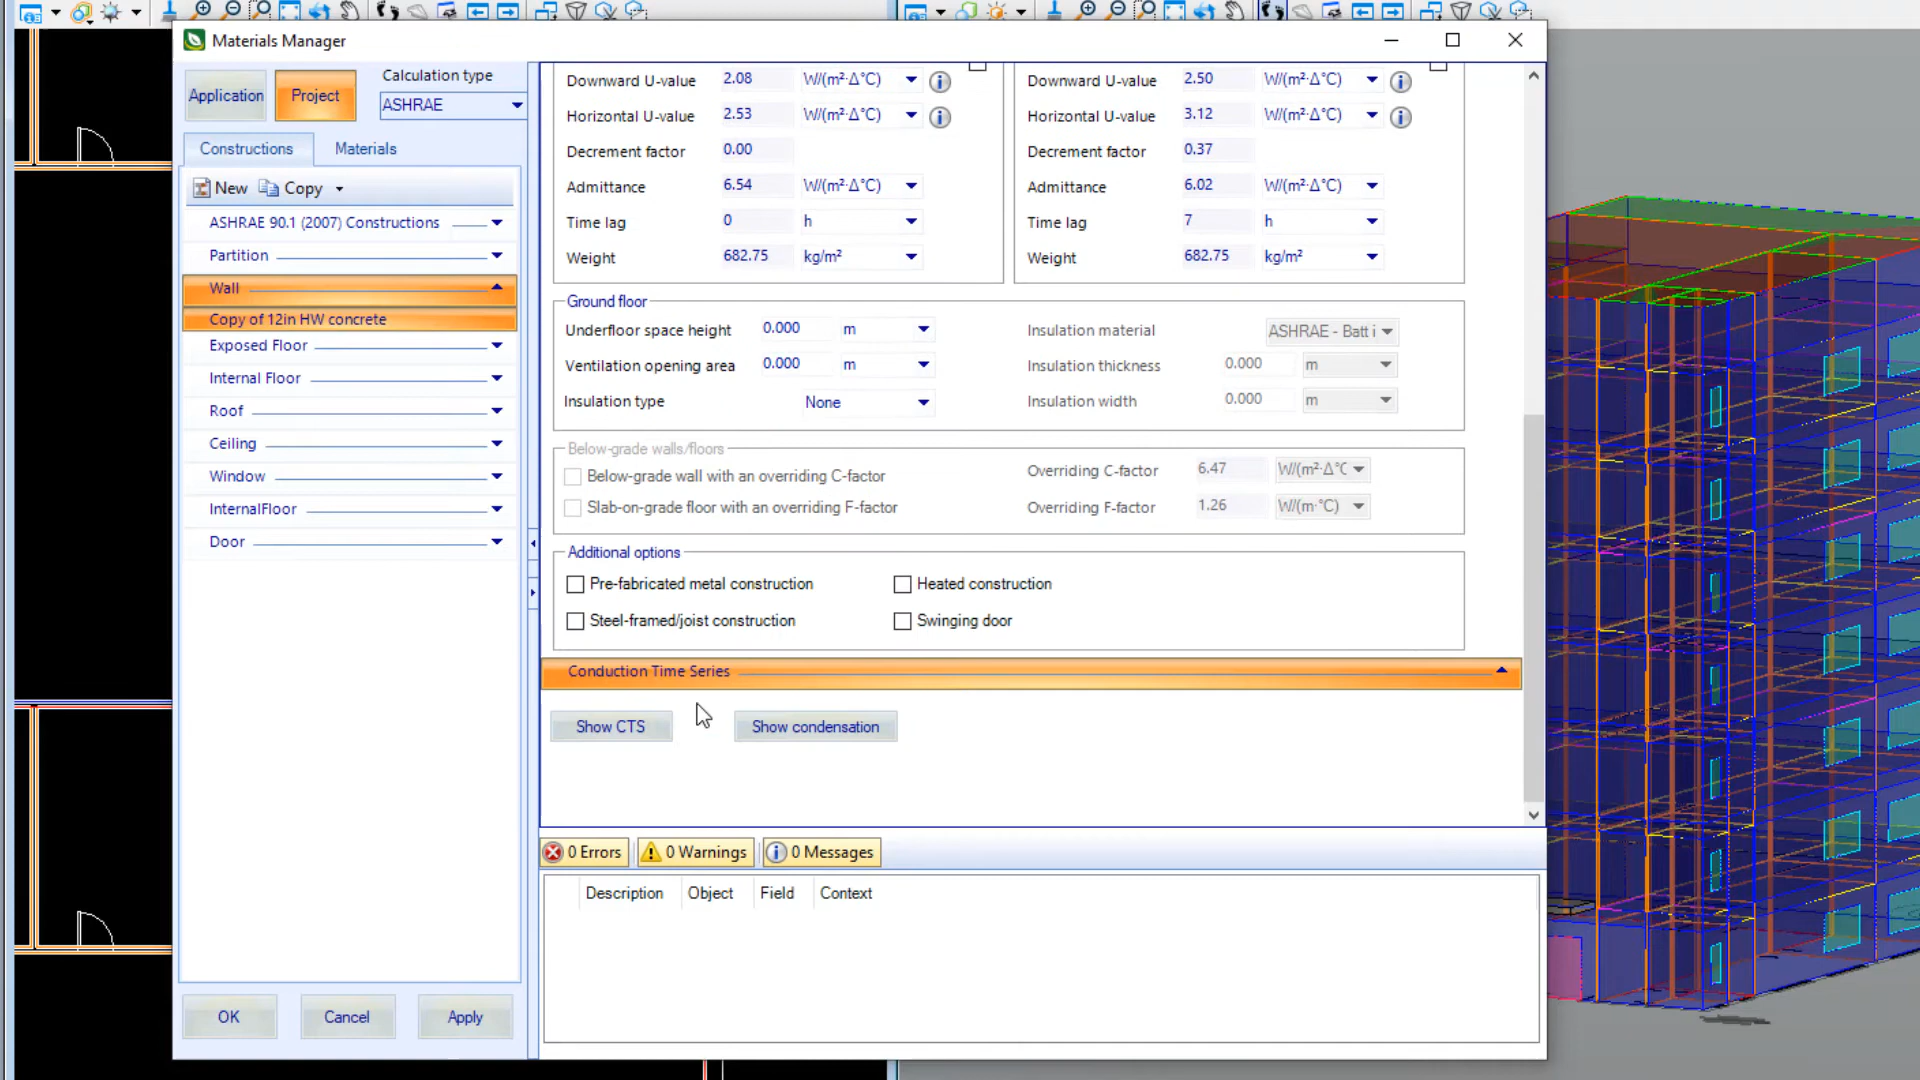 Materials Manager
Application
Project
Calculation type
ASHRAE
Constructions
Materials
New
Copy
ASHRAE 90.1 (2007) Constructions
Partition
Wall
Copy of 12in HW concrete
Exposed Floor
Internal Floor
Roof
Ceiling
Window
InternalFloor
Door
OK
Cancel
Apply
Downward U-value 2.08 W/(m²·Δ°C)
Horizontal U-value 2.53 W/(m²·Δ°C)
Decrement factor 0.00
Admittance 6.54 W/(m²·Δ°C)
Time lag 0 h
Weight 682.75 kg/m²
Downward U-value 2.50 W/(m²·Δ°C)
Horizontal U-value 3.12 W/(m²·Δ°C)
Decrement factor 0.37
Admittance 6.02 W/(m²·Δ°C)
Time lag 7 h
Weight 682.75 kg/m²
Ground floor
Underfloor space height 0.000 m
Ventilation opening area 0.000 m
Insulation type None
Insulation material ASHRAE - Batt i
Insulation thickness 0.000 m
Insulation width 0.000 m
Below-grade walls/floors
Below-grade wall with an overriding C-factor
Slab-on-grade floor with an overriding F-factor
Overriding C-factor 6.47 W/(m²·Δ°C
Overriding F-factor 1.26 W/(m·°C)
Additional options
Pre-fabricated metal construction
Heated construction
Steel-framed/joist construction
Swinging door
Conduction Time Series
Show CTS
Show condensation
0 Errors
0 Warnings
0 Messages
Description Object Field Context